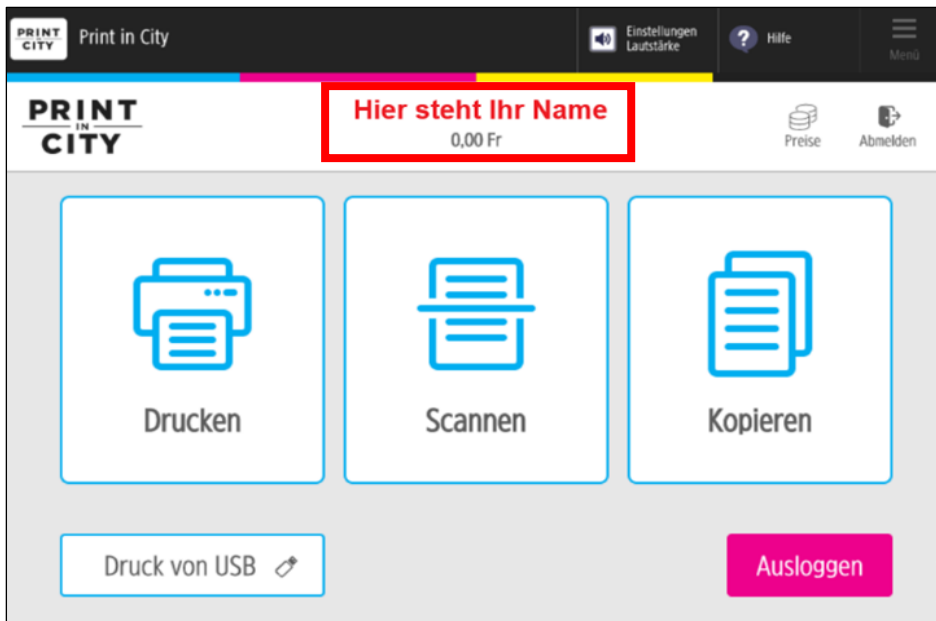 PRINT
IN
CITY
Print in City
Einstellungen
Lautstärke
?
Hilfe
Menü
PRINT
IN
CITY
Hier steht Ihr Name
0,00 Fr
Preise
Abmelden
Drucken
Scannen
Kopieren
Druck von USB
Ausloggen